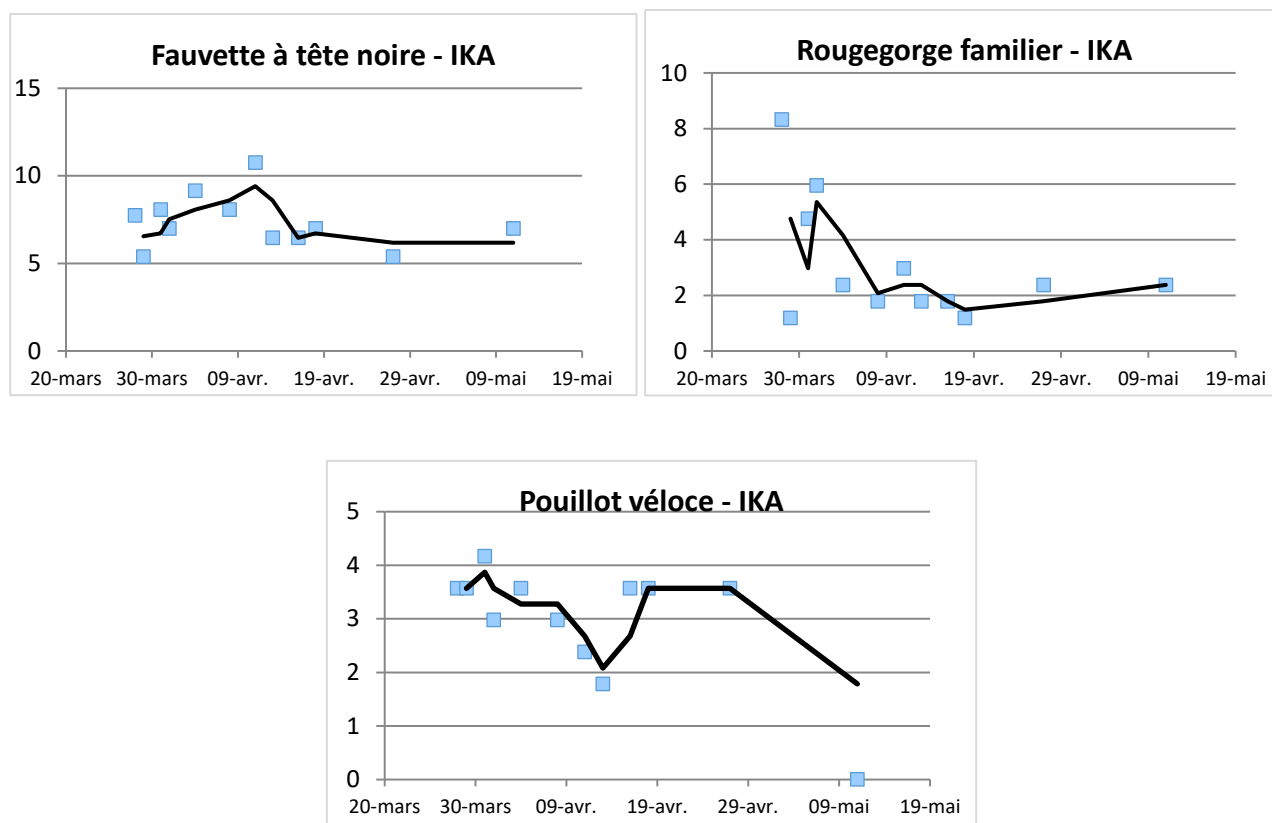 Fauvette à tête noire - IKA
15
10
5
0
20-mars 30-mars 09-avr. 19-avr. 29-avr. 09-mai 19-mai
Rougegorge familier - IKA
10
8
6
4
2
0
20-mars 30-mars 09-avr. 19-avr. 29-avr. 09-mai 19-mai
Pouillot véloce - IKA
5
4
3
2
1
0
20-mars 30-mars 09-avr. 19-avr. 29-avr. 09-mai 19-mai